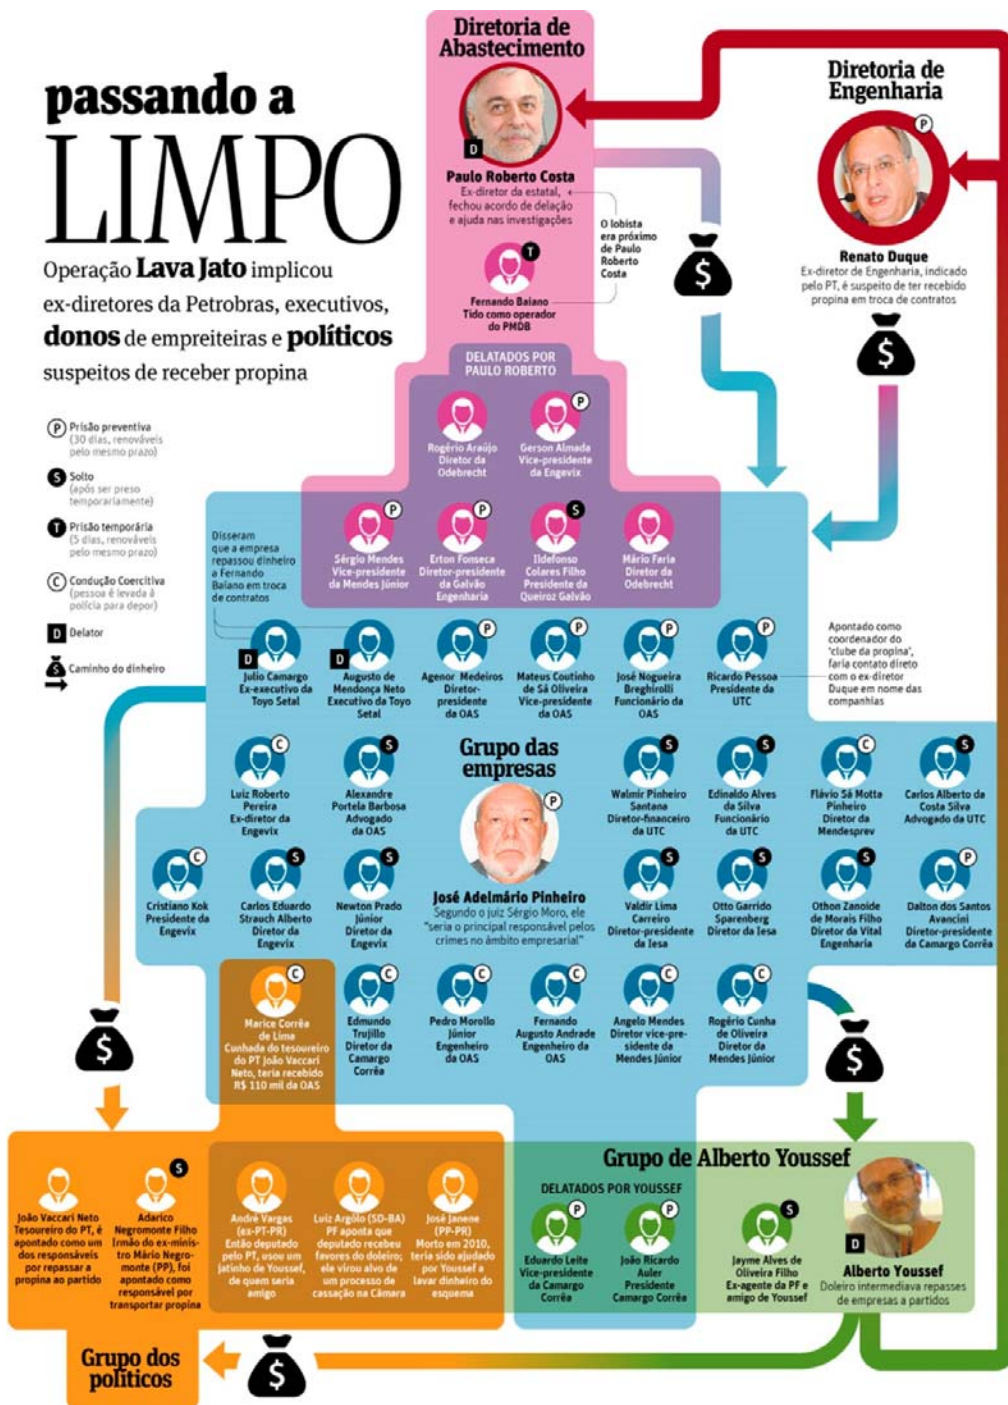 passando a
LIMPO
Operação Lava Jato implicou
ex-diretores da Petrobras, executivos,
donos de empreiteiras e políticos
suspeitos de receber propina
P Prisão preventiva
(30 dias, renováveis
pelo mesmo prazo)
S Solto
(após ser preso
temporariamente)
T Prisão temporária
(5 dias, renováveis
pelo mesmo prazo)
C Condução Coercitiva
(pessoa é levada à
polícia para depor)
D Delator
$ Caminho do dinheiro
Diretoria de
Abastecimento
D
Paulo Roberto Costa
Ex-diretor da estatal,
fechou acordo de delação
e ajuda nas investigações
O lobista
era próximo
de Paulo
Roberto
Costa
T
Fernando Baiano
Tido como operador
do PMDB
$
Diretoria de
Engenharia
P
Renato Duque
Ex-diretor de Engenharia, indicado
pelo PT, é suspeito de ter recebido
propina em troca de contratos
$
DELATADOS POR
PAULO ROBERTO
Rogério Araújo
Diretor da
Odebrecht
P
Gerson Almada
Vice-presidente
da Engevix
P
Sérgio Mendes
Vice-presidente
da Mendes Júnior
P
Erton Fonseca
Diretor-presidente
da Galvão
Engenharia
S
Ildefonso
Colares Filho
Presidente da
Queiroz Galvão
Mário Faria
Diretor da
Odebrecht
Disseram
que a empresa
repassou dinheiro
a Fernando
Baiano em troca
de contratos
D
Julio Camargo
Ex-executivo da
Toyo Setal
D
Augusto de
Mendonça Neto
Executivo da Toyo
Setal
P
Agenor Medeiros
Diretor-
presidente
da OAS
P
Mateus Coutinho
de Sá Oliveira
Vice-presidente
da OAS
P
José Nogueira
Breghirolli
Funcionário da
OAS
P
Ricardo Pessoa
Presidente da
UTC
Apontado como
coordenador do
'clube da propina',
faria contato direto
com o ex-diretor
Duque em nome das
companhias
C
Luiz Roberto
Pereira
Ex-diretor da
Engevix
S
Alexandre
Portela Barbosa
Advogado
da OAS
Grupo das
empresas
P
José Adelmário Pinheiro
Segundo o juiz Sérgio Moro, ele
"seria o principal responsável pelos
crimes no âmbito empresarial"
S
Walmir Pinheiro
Santana
Diretor-financeiro
da UTC
S
Edinaldo Alves
da Silva
Funcionário
da UTC
C
Flávio Sá Motta
Pinheiro
Diretor da
Mendesprev
S
Carlos Alberto da
Costa Silva
Advogado da UTC
C
Cristiano Kok
Presidente da
Engevix
S
Carlos Eduardo
Strauch Alberto
Diretor da
Engevix
S
Newton Prado
Júnior
Diretor da
Engevix
S
Valdir Lima
Carreiro
Diretor-presidente
da Iesa
S
Otto Garrido
Sparenberg
Diretor da Iesa
S
Othon Zanoide
de Morais Filho
Diretor da Vital
Engenharia
P
Dalton dos Santos
Avancini
Diretor-presidente
da Camargo Corrêa
C
Marice Corrêa
de Lima
Cunhada do tesoureiro
do PT João Vaccari
Neto, teria recebido
R$ 110 mil da OAS
C
Edmundo
Trujillo
Diretor da
Camargo
Corrêa
C
Pedro Morollo
Júnior
Engenheiro
da OAS
C
Fernando
Augusto Andrade
Engenheiro da
OAS
C
Angelo Mendes
Diretor vice-pre-
sidente da
Mendes Júnior
C
Rogério Cunha
de Oliveira
Diretor da
Mendes Júnior
$
$
João Vaccari Neto
Tesoureiro do PT, é
apontado como um
dos responsáveis
por repassar a
propina ao partido
S
Adarico
Negromonte Filho
Irmão do ex-minis-
tro Mário Negro-
monte (PP), foi
apontado como
responsável por
transportar propina
André Vargas
(ex-PT-PR)
Então deputado
pelo PT, usou um
jatinho de Youssef,
de quem seria
amigo
Luiz Argôlo (SD-BA)
PF aponta que
deputado recebeu
favores do doleiro;
ele virou alvo de
um processo de
cassação na Câmara
José Janene
(PP-PR)
Morto em 2010,
teria sido ajudado
por Youssef a
lavar dinheiro do
esquema
Grupo de Alberto Youssef
DELATADOS POR YOUSSEF
P
Eduardo Leite
Vice-presidente
da Camargo
Corrêa
P
João Ricardo
Auler
Presidente
Camargo Corrêa
S
Jayme Alves de
Oliveira Filho
Ex-agente da PF e
amigo de Youssef
D
Alberto Youssef
Doleiro intermediava repasses
de empresas a partidos
Grupo dos
políticos
$